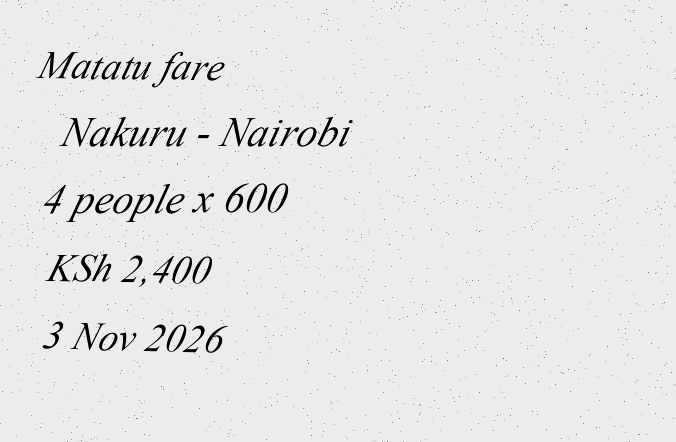 Matatu fare
Nakuru - Nairobi
4 people x 600
KSh 2,400
3 Nov 2026